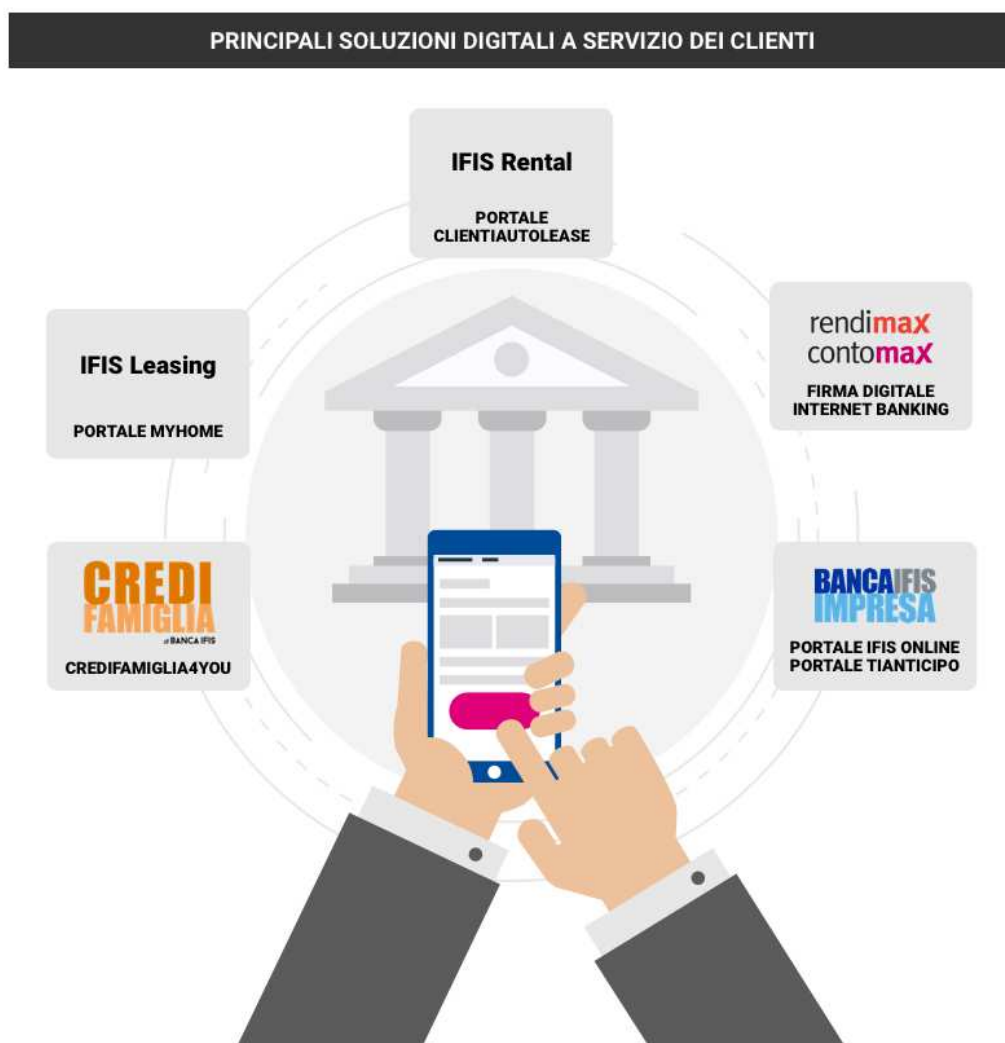 PRINCIPALI SOLUZIONI DIGITALI A SERVIZIO DEI CLIENTI
IFIS Rental
PORTALE
CLIENTIAUTOLEASE
IFIS Leasing
PORTALE MYHOME
rendimax
contomax
FIRMA DIGITALE
INTERNET BANKING
CREDI
FAMIGLIA
di BANCA IFIS
CREDIFAMIGLIA4YOU
BANCAIFIS
IMPRESA
PORTALE IFIS ONLINE
PORTALE TIANTICIPO